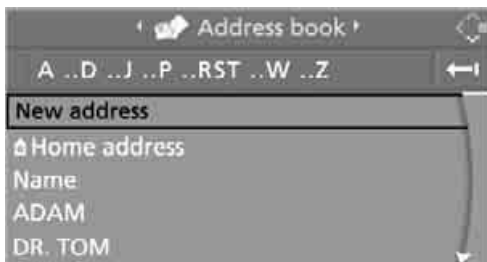 Address book
A ..D ..J ..P ..RST ..W ..Z
New address
Home address
Name
ADAM
DR. TOM